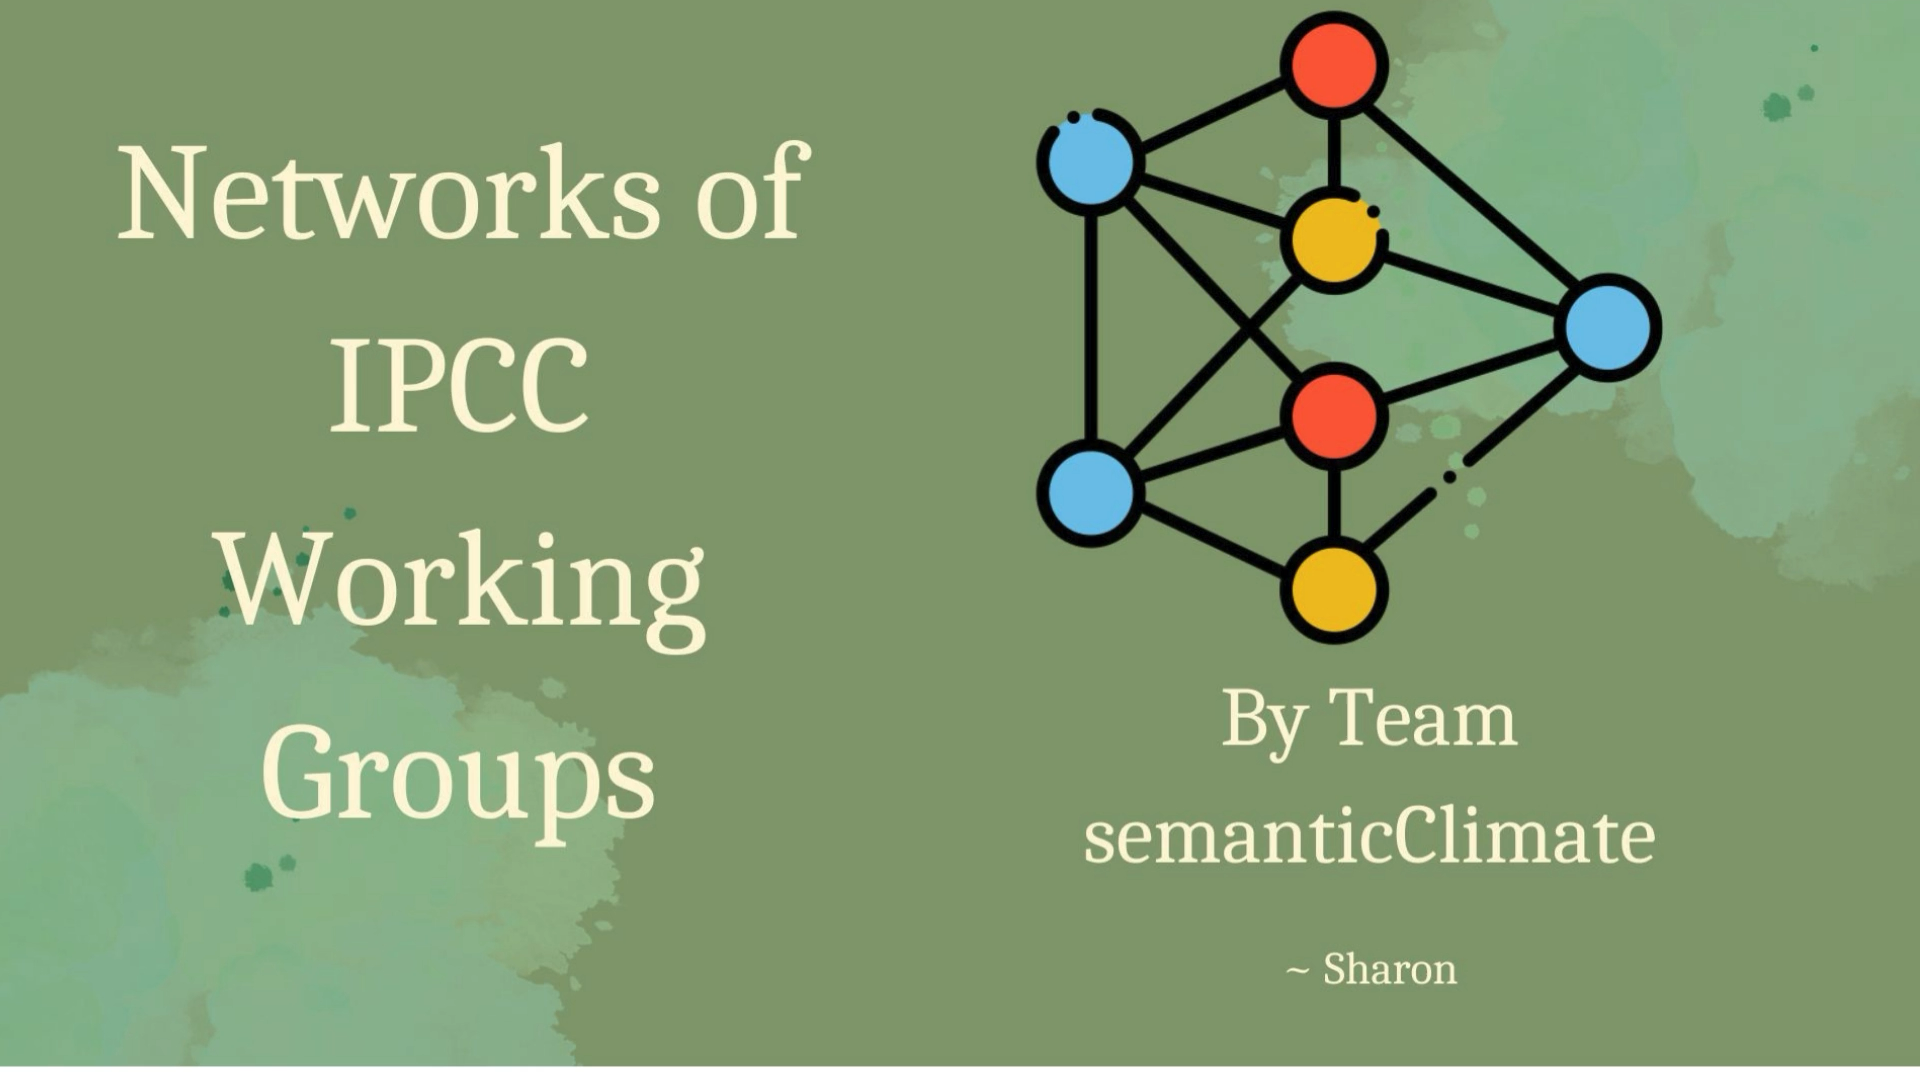 Networks of
IPCC
Working
Groups
By Team
semanticClimate
~ Sharon